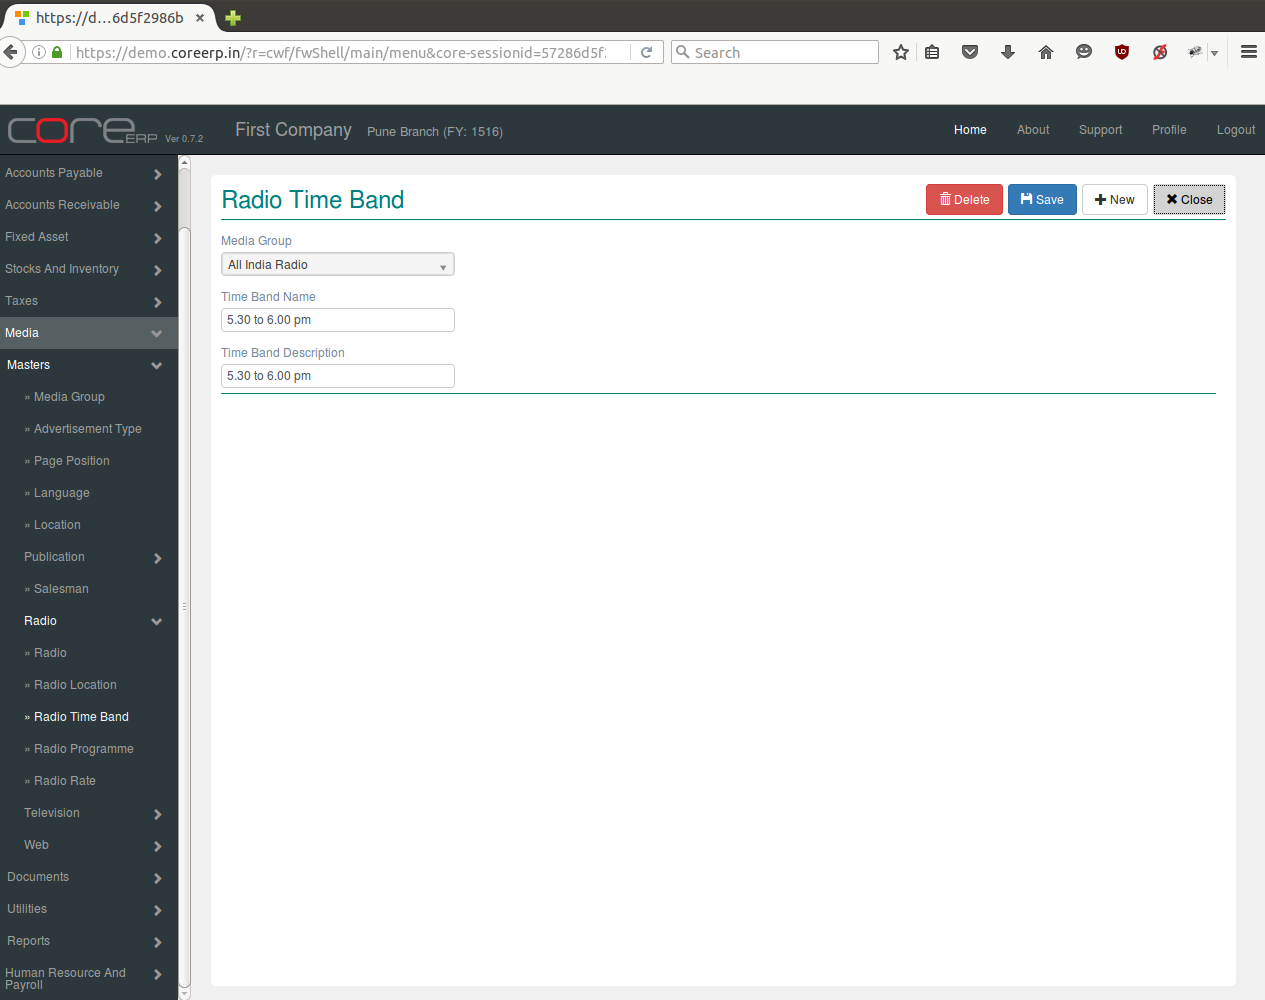 https://d...6d5f2986b
https://demo.coreerp.in/?r=cwf/fwShell/main/menu&core-sessionid=57286d5f
Search
core ERP Ver 0.7.2
First Company Pune Branch (FY: 1516)
Home About Support Profile Logout
Accounts Payable
Accounts Receivable
Fixed Asset
Stocks And Inventory
Taxes
Media
Masters
» Media Group
» Advertisement Type
» Page Position
» Language
» Location
Publication
» Salesman
Radio
» Radio
» Radio Location
» Radio Time Band
» Radio Programme
» Radio Rate
Television
Web
Documents
Utilities
Reports
Human Resource And
Payroll
Radio Time Band
Delete Save New Close
Media Group
All India Radio
Time Band Name
5.30 to 6.00 pm
Time Band Description
5.30 to 6.00 pm